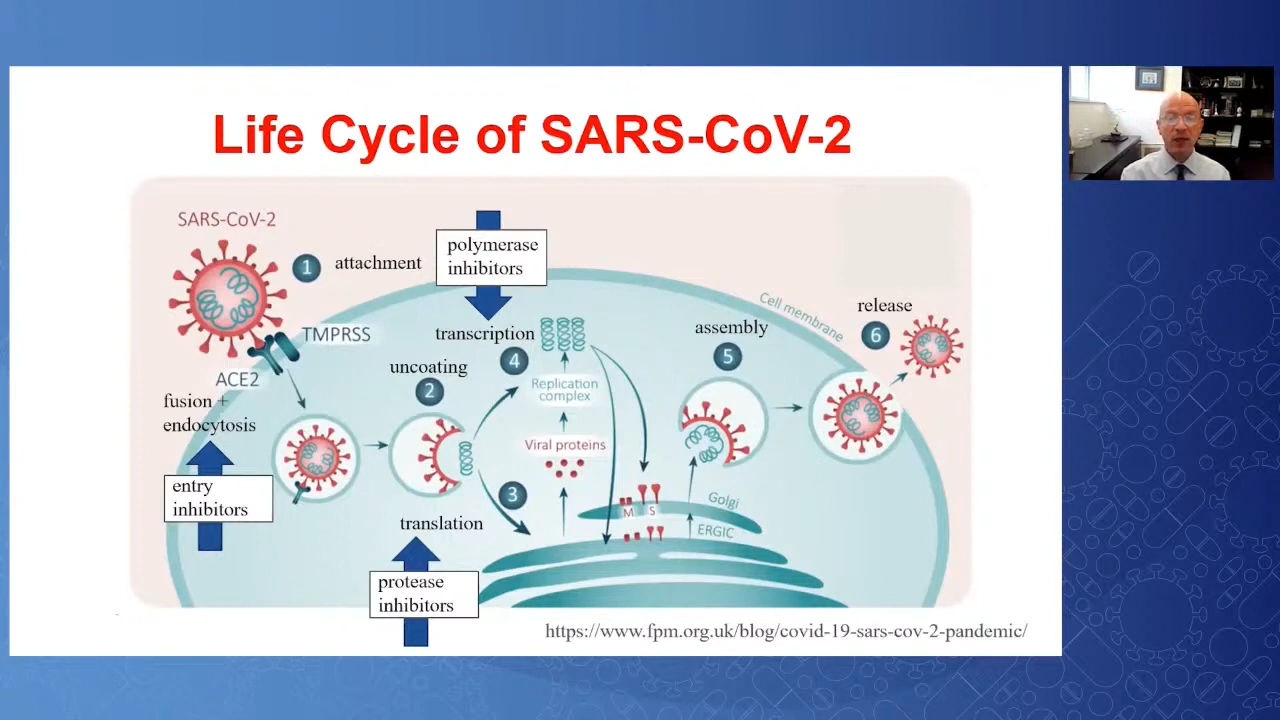 Life Cycle of SARS-CoV-2
SARS-CoV-2
1
attachment
polymerase
inhibitors
TMPRSS
ACE2
fusion +
endocytosis
entry
inhibitors
uncoating
2
transcription
4
Replication
complex
Viral proteins
3
translation
protease
inhibitors
M
S
Golgi
ERGIC
assembly
5
Cell membrane
release
6
https://www.fpm.org.uk/blog/covid-19-sars-cov-2-pandemic/